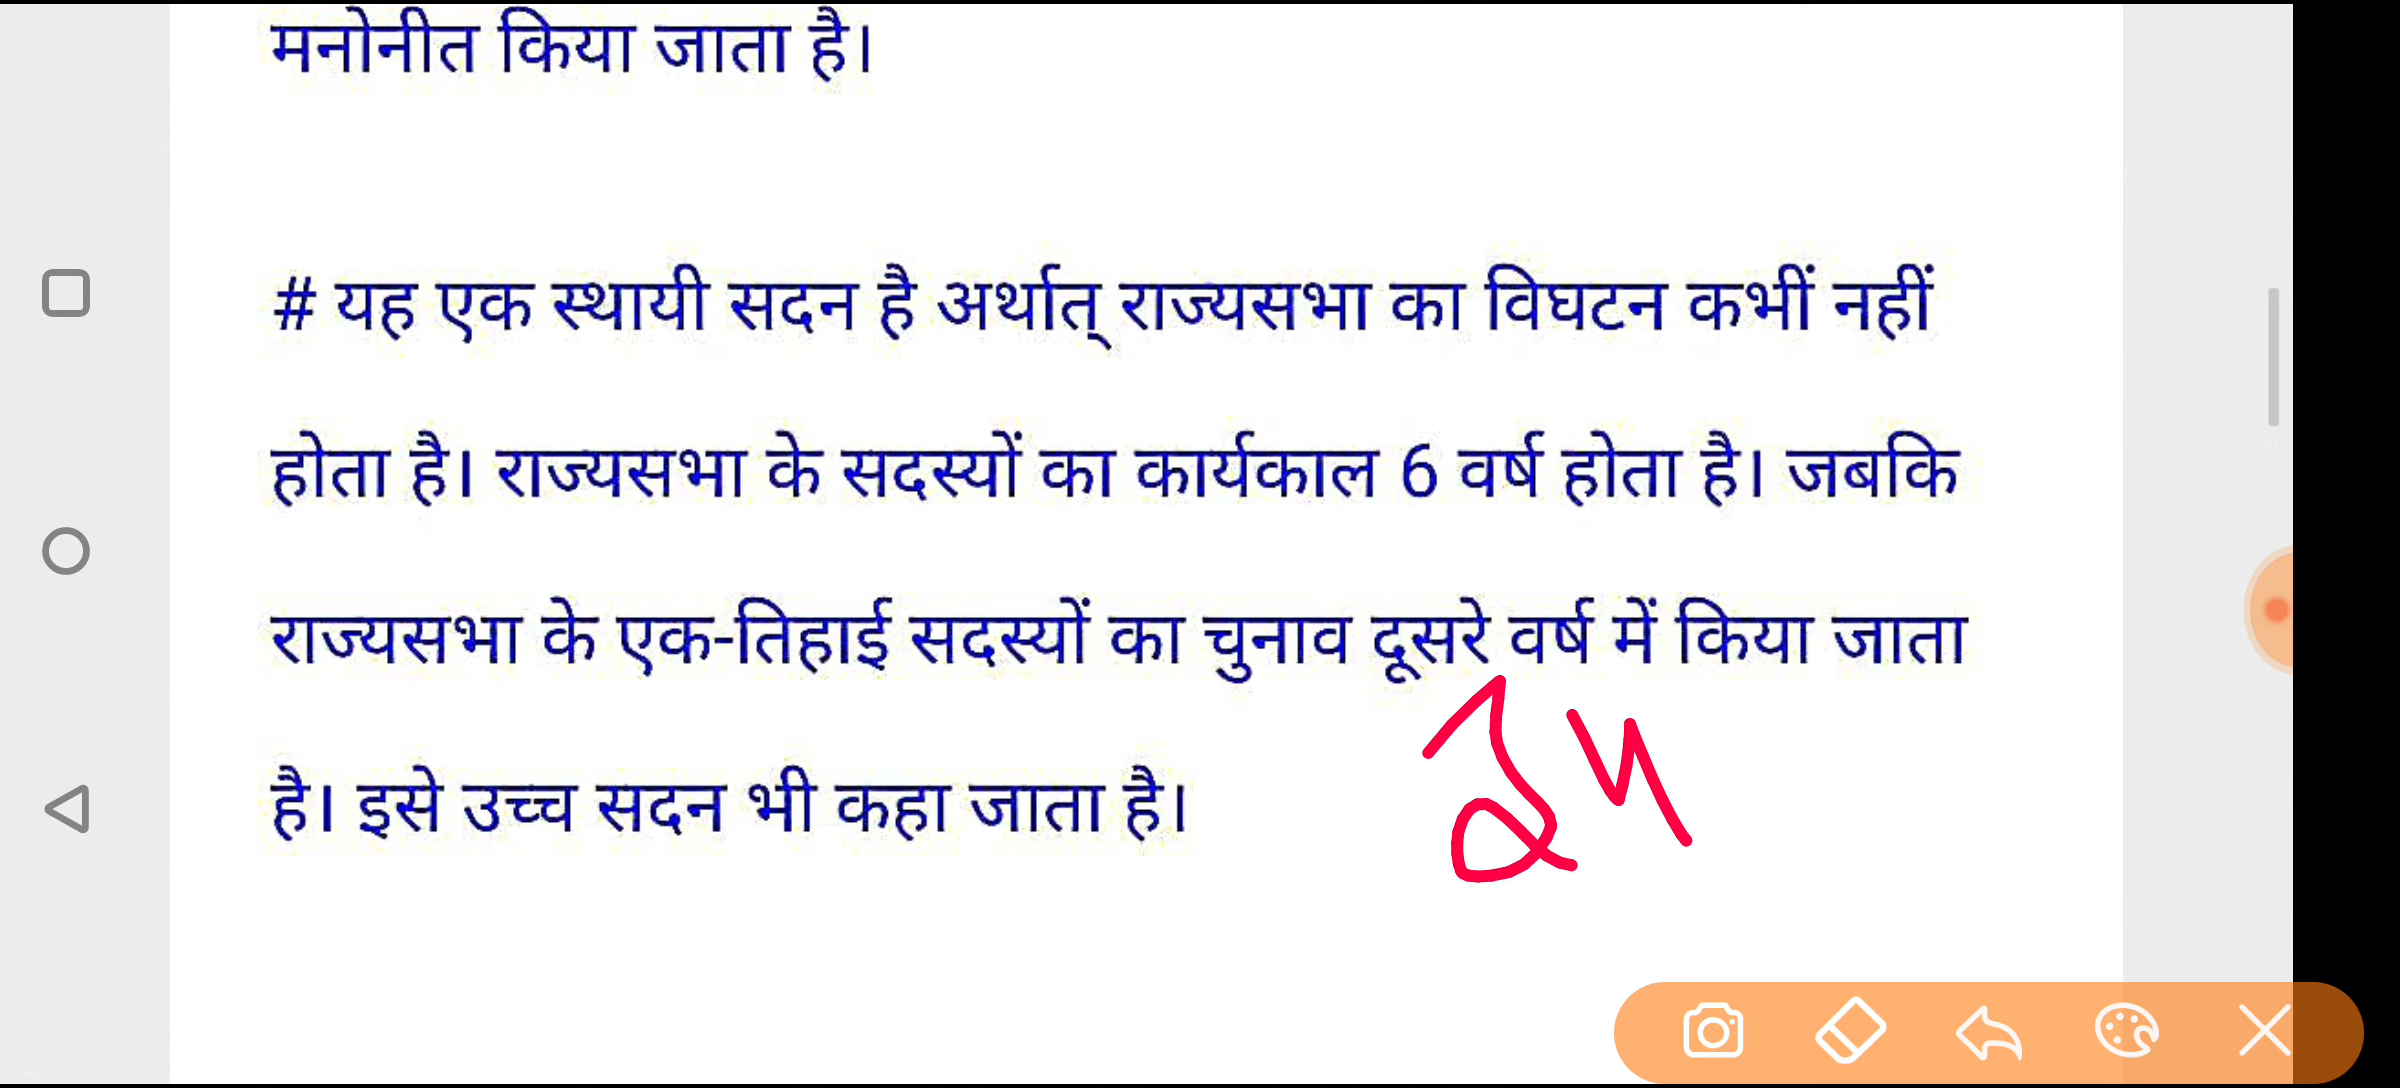 मनोनीत किया जाता है।
# यह एक स्थायी सदन है अर्थात् राज्यसभा का विघटन कभीं नहीं
होता है। राज्यसभा के सदस्यों का कार्यकाल 6 वर्ष होता है। जबकि
राज्यसभा के एक-तिहाई सदस्यों का चुनाव दूसरे वर्ष में किया जाता
है। इसे उच्च सदन भी कहा जाता है।